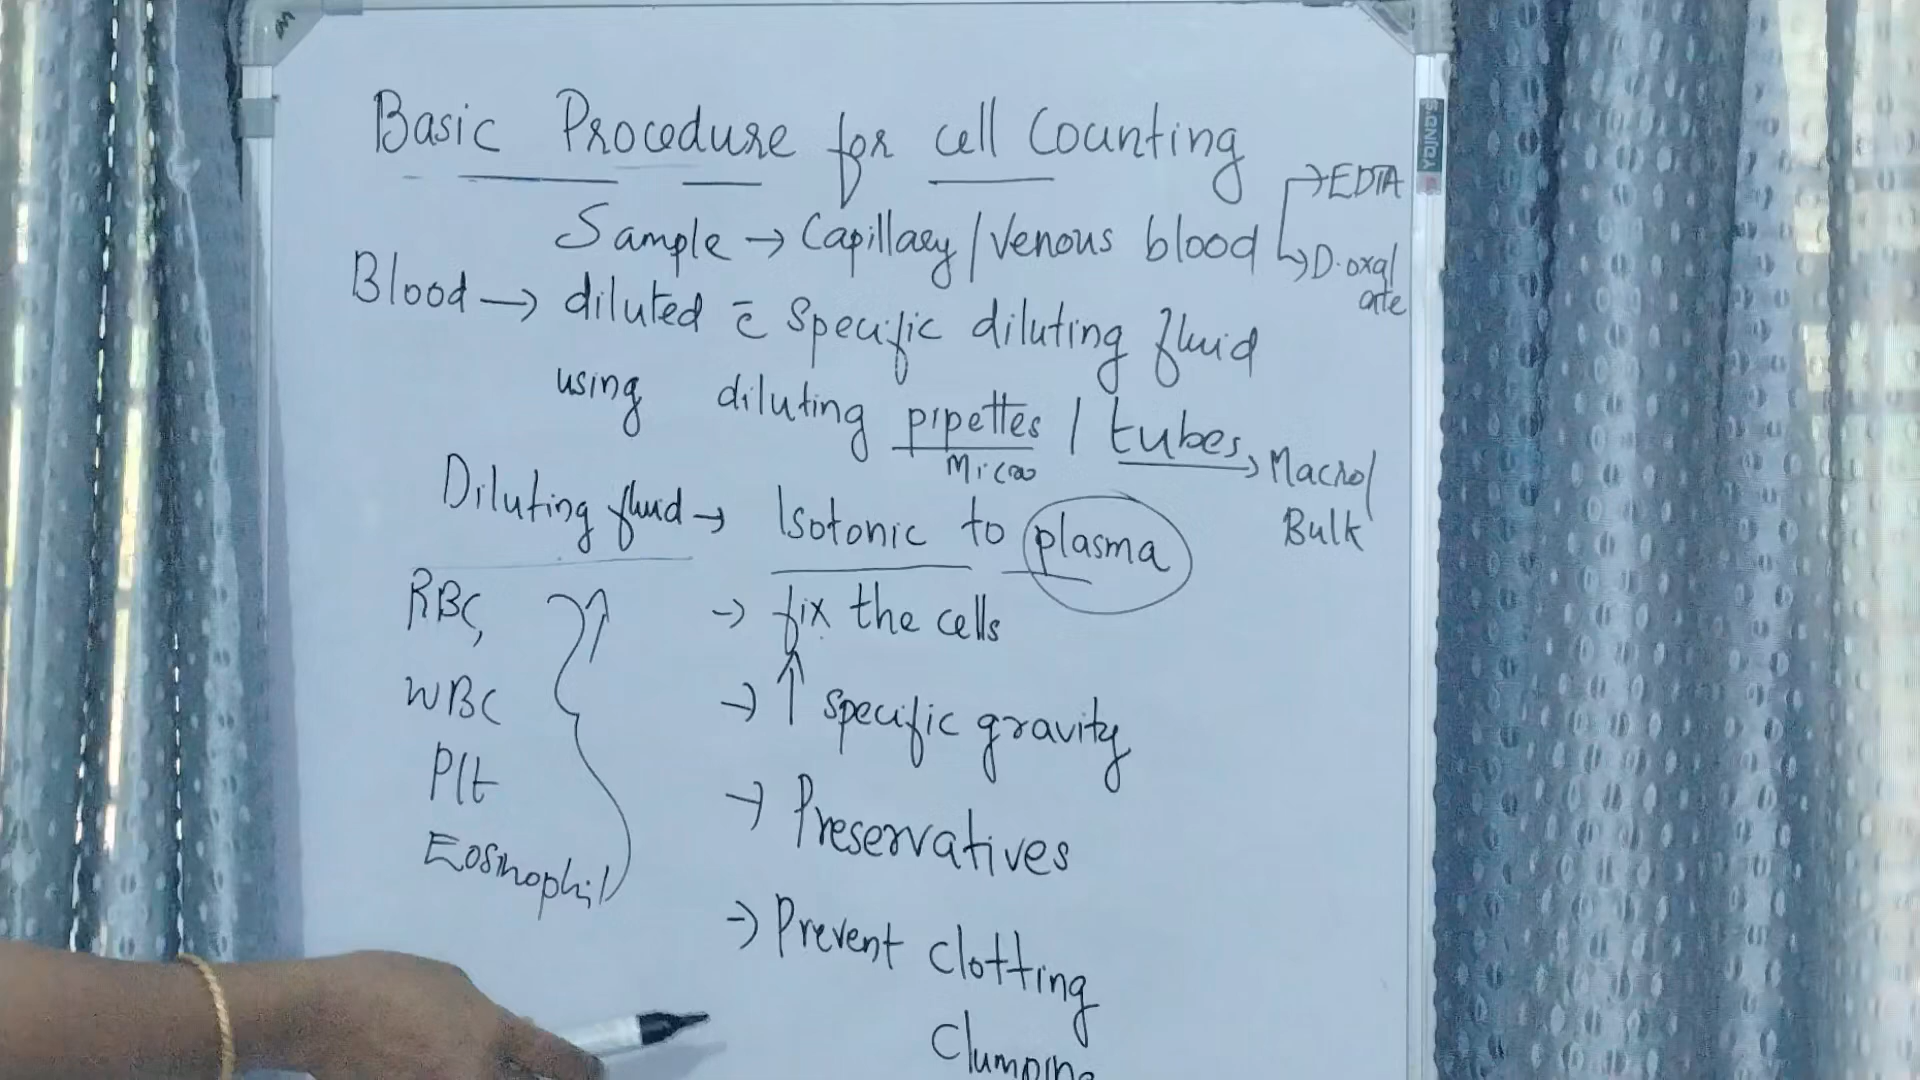 Basic Procedure for cell Counting
Sample → Capillary / Venous blood
→ EDTA
→ D.oxal
ate
Blood → diluted c̄ Specific diluting fluid
using diluting pipettes / tubes
Micro
→ Macro/
Bulk
Diluting fluid → Isotonic to plasma
RBC,
WBC
Plt
Eosinophil
↑
→ fix the cells
→ ↑ specific gravity
→ Preservatives
→ Prevent Clotting
Clumping